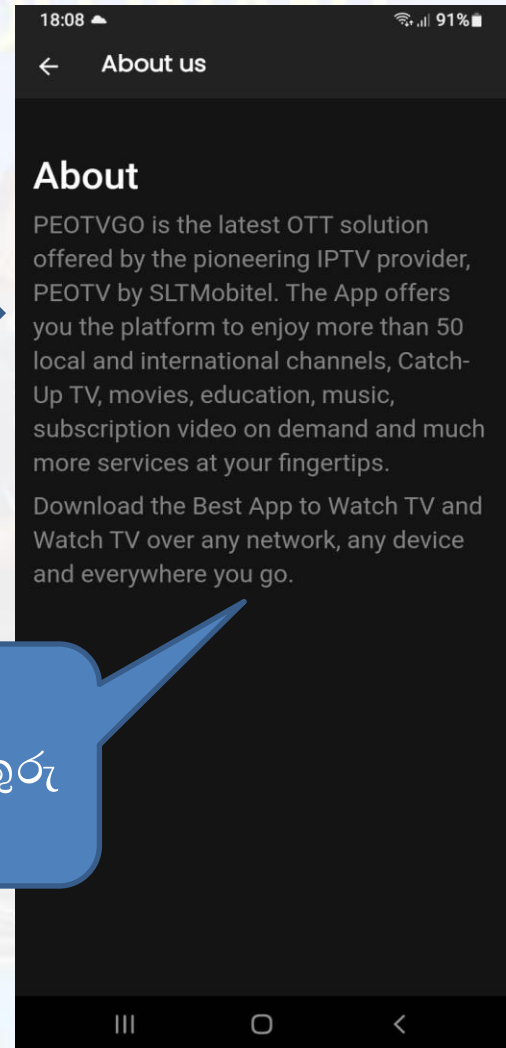 18:08
91%
About us
About
PEOTVGO is the latest OTT solution
offered by the pioneering IPTV provider,
PEOTV by SLTMobitel. The App offers
you the platform to enjoy more than 50
local and international channels, Catch-
Up TV, movies, education, music,
subscription video on demand and much
more services at your fingertips.
Download the Best App to Watch TV and
Watch TV over any network, any device
and everywhere you go.